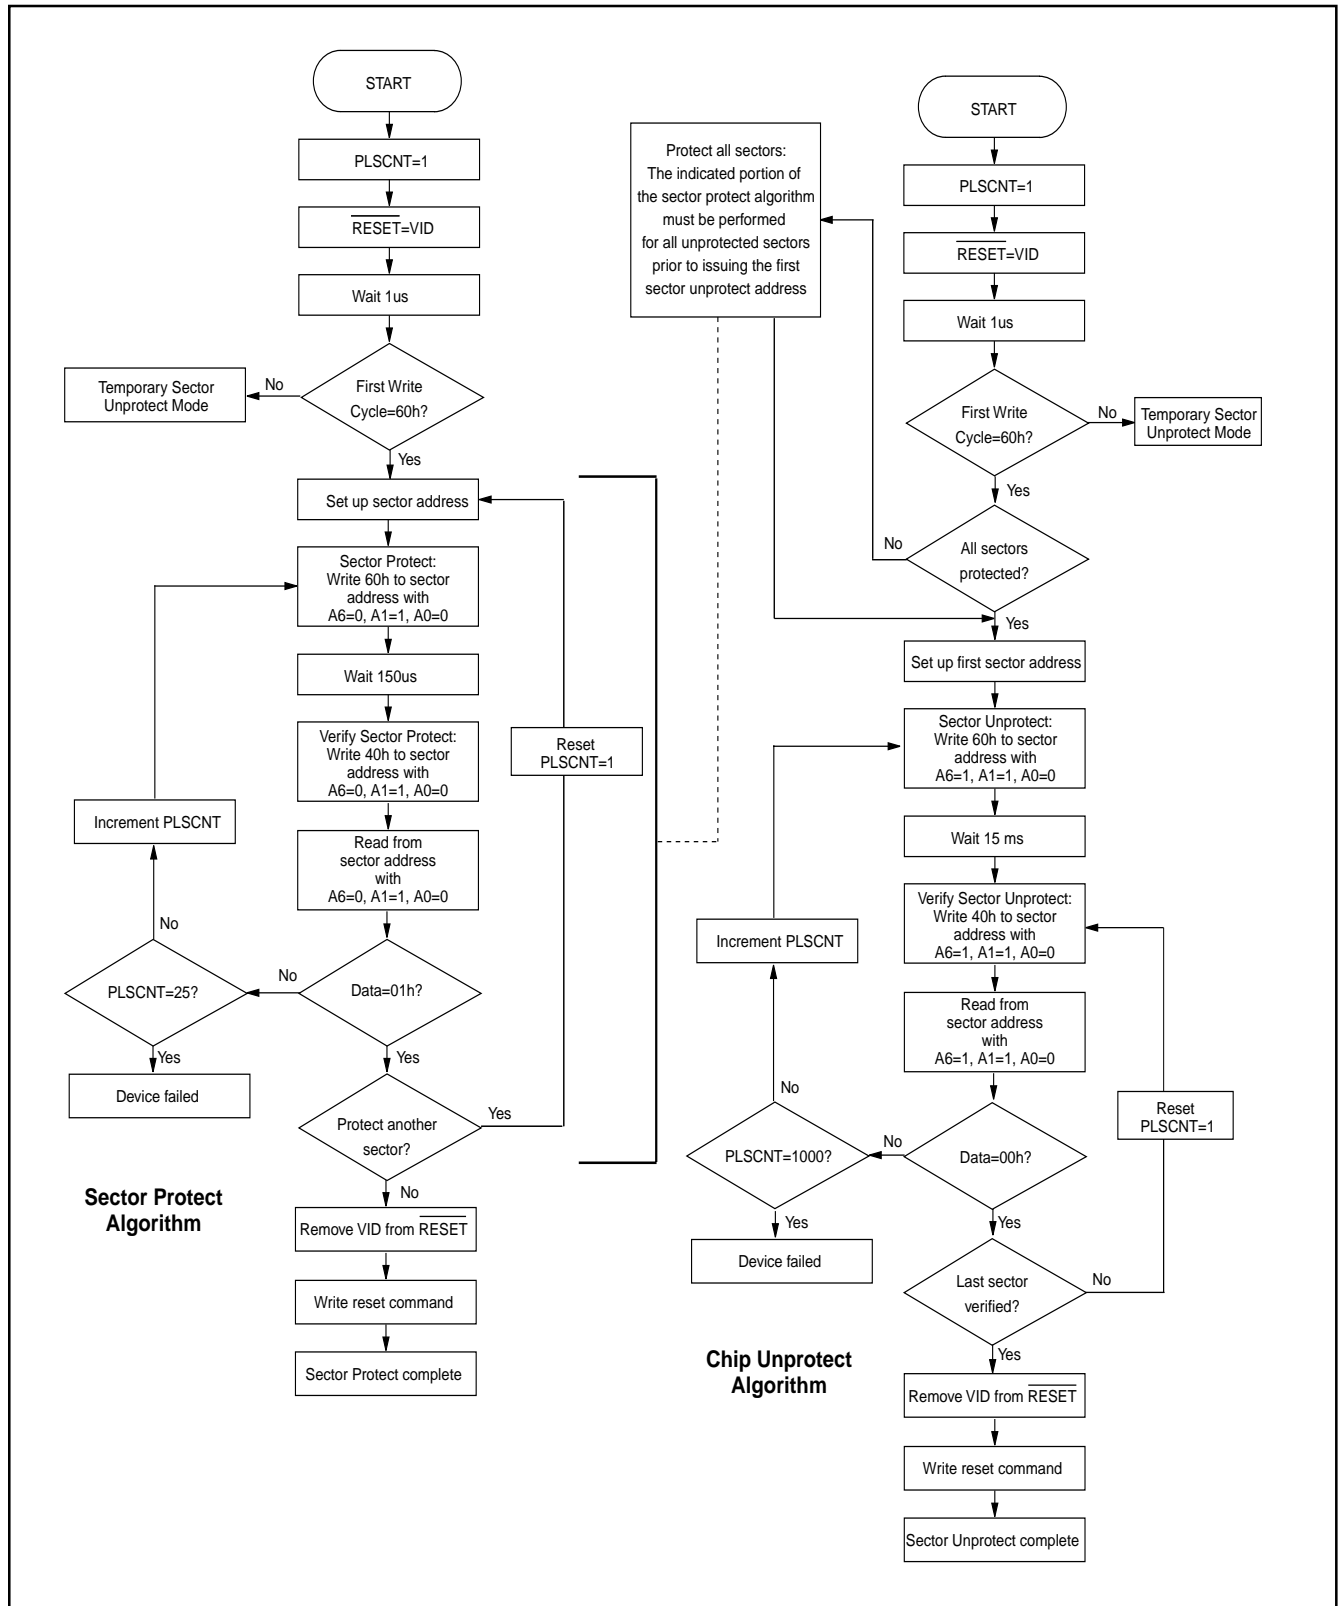 START
PLSCNT=1
RESET=VID
Wait 1us
First Write
Cycle=60h?
No
Temporary Sector
Unprotect Mode
Yes
Set up sector address
Sector Protect:
Write 60h to sector
address with
A6=0, A1=1, A0=0
Wait 150us
Verify Sector Protect:
Write 40h to sector
address with
A6=0, A1=1, A0=0
Read from
sector address
with
A6=0, A1=1, A0=0
Data=01h?
No
PLSCNT=25?
No
Increment PLSCNT
Yes
Device failed
Yes
Protect another
sector?
Yes
Reset
PLSCNT=1
No
Remove VID from RESET
Write reset command
Sector Protect complete
Sector Protect
Algorithm
Protect all sectors:
The indicated portion of
the sector protect algorithm
must be performed
for all unprotected sectors
prior to issuing the first
sector unprotect address
START
PLSCNT=1
RESET=VID
Wait 1us
First Write
Cycle=60h?
No
Temporary Sector
Unprotect Mode
Yes
All sectors
protected?
No
Yes
Set up first sector address
Sector Unprotect:
Write 60h to sector
address with
A6=1, A1=1, A0=0
Wait 15 ms
Verify Sector Unprotect:
Write 40h to sector
address with
A6=1, A1=1, A0=0
Read from
sector address
with
A6=1, A1=1, A0=0
Data=00h?
No
PLSCNT=1000?
No
Increment PLSCNT
Yes
Device failed
Yes
Last sector
verified?
No
Reset
PLSCNT=1
Yes
Remove VID from RESET
Write reset command
Sector Unprotect complete
Chip Unprotect
Algorithm